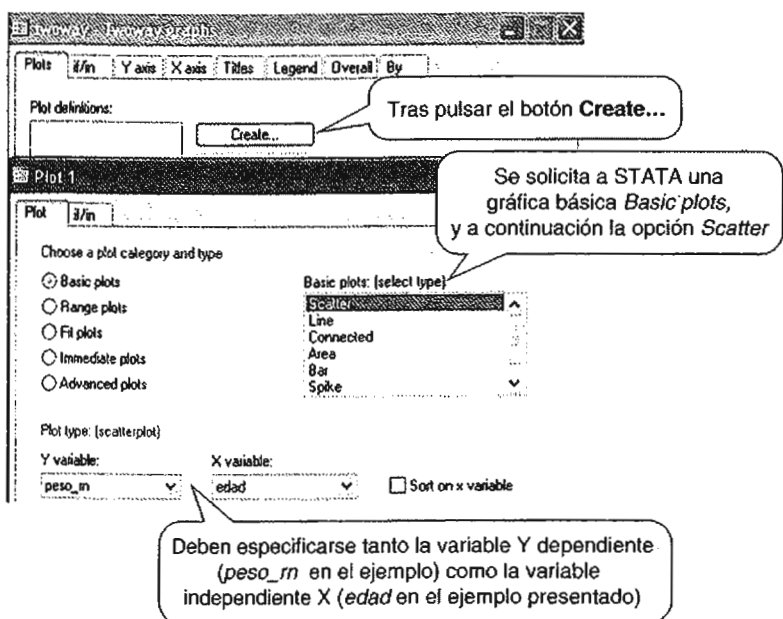 twoway - Twoway graphs
Plots if/in Y axis X axis Titles Legend Overall By
Plot definitions:
Create...
Tras pulsar el botón Create...
Plot 1
Se solicita a STATA una
gráfica básica Basic plots,
y a continuación la opción Scatter
Plot if/in
Choose a plot category and type
Basic plots
Range plots
Fit plots
Immediate plots
Advanced plots
Basic plots: (select type)
Scatter
Line
Connected
Area
Bar
Spike
Plot type: (scatterplot)
Y variable:
X variable:
peso_rn
edad
Sort on x variable
Deben especificarse tanto la variable Y dependiente
(peso_rn en el ejemplo) como la variable
independiente X (edad en el ejemplo presentado)